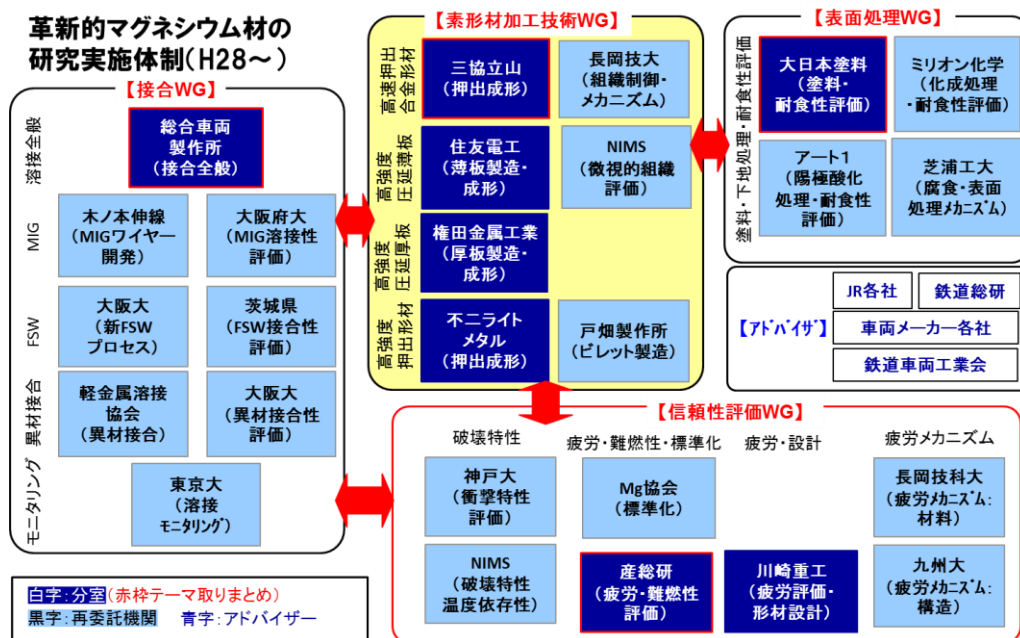 革新的マグネシウム材の
研究実施体制(H28～)
【接合WG】
溶接全般
総合車両
製作所
(接合全般)
MIG
木ノ本伸線
(MIGワイヤー
開発)
大阪府大
(MIG溶接性
評価)
FSW
大阪大
(新FSW
プロセス)
茨城県
(FSW接合性
評価)
異材接合
軽金属溶接
協会
(異材接合)
大阪大
(異材接合性
評価)
モニタリング
東京大
(溶接
モニタリング)
【素形材加工技術WG】
高速押出
合金形材
三協立山
(押出成形)
長岡技大
(組織制御・
メカニズム)
高強度
圧延薄板
住友電工
(薄板製造・
成形)
NIMS
(微視的組織
評価)
高強度
圧延厚板
権田金属工業
(厚板製造・
成形)
高強度
押出形材
不二ライト
メタル
(押出成形)
戸畑製作所
(ビレット製造)
【表面処理WG】
塗料・下地処理・耐食性評価
大日本塗料
(塗料・
耐食性評価)
ミリオン化学
(化成処理
・耐食性評価)
アート1
(陽極酸化
処理・耐食性
評価)
芝浦工大
(腐食・表面
処理メカニズム)
【アドバイザ】
JR各社
鉄道総研
車両メーカー各社
鉄道車両工業会
【信頼性評価WG】
破壊特性
疲労・難燃性・標準化
疲労・設計
疲労メカニズム
神戸大
(衝撃特性
評価)
Mg協会
(標準化)
長岡技科大
(疲労メカニズム:
材料)
NIMS
(破壊特性
温度依存性)
産総研
(疲労・難燃性
評価)
川崎重工
(疲労評価・
形材設計)
九州大
(疲労メカニズム:
構造)
白字:分室(赤枠テーマ取りまとめ)
黒字:再委託機関 青字:アドバイザー